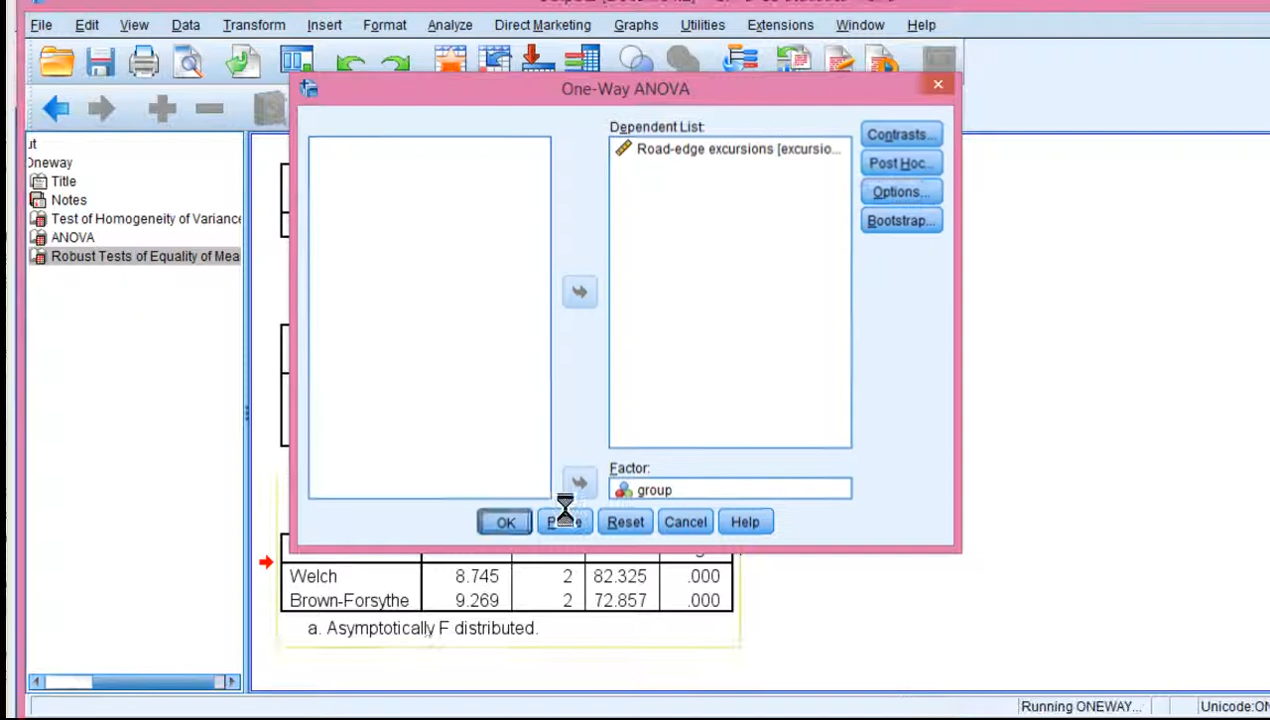 File Edit View Data Transform Insert Format Analyze Direct Marketing Graphs Utilities Extensions Window Help
One-Way ANOVA
Dependent List:
Road-edge excursions [excursio...
Contrasts...
Post Hoc...
Options...
Bootstrap...
Factor:
group
OK Reset Cancel Help
Oneway
Title
Notes
Test of Homogeneity of Variance
ANOVA
Robust Tests of Equality of Mea
Welch 8.745 2 82.325 .000
Brown-Forsythe 9.269 2 72.857 .000
a. Asymptotically F distributed.
Running ONEWAY... Unicode:ON